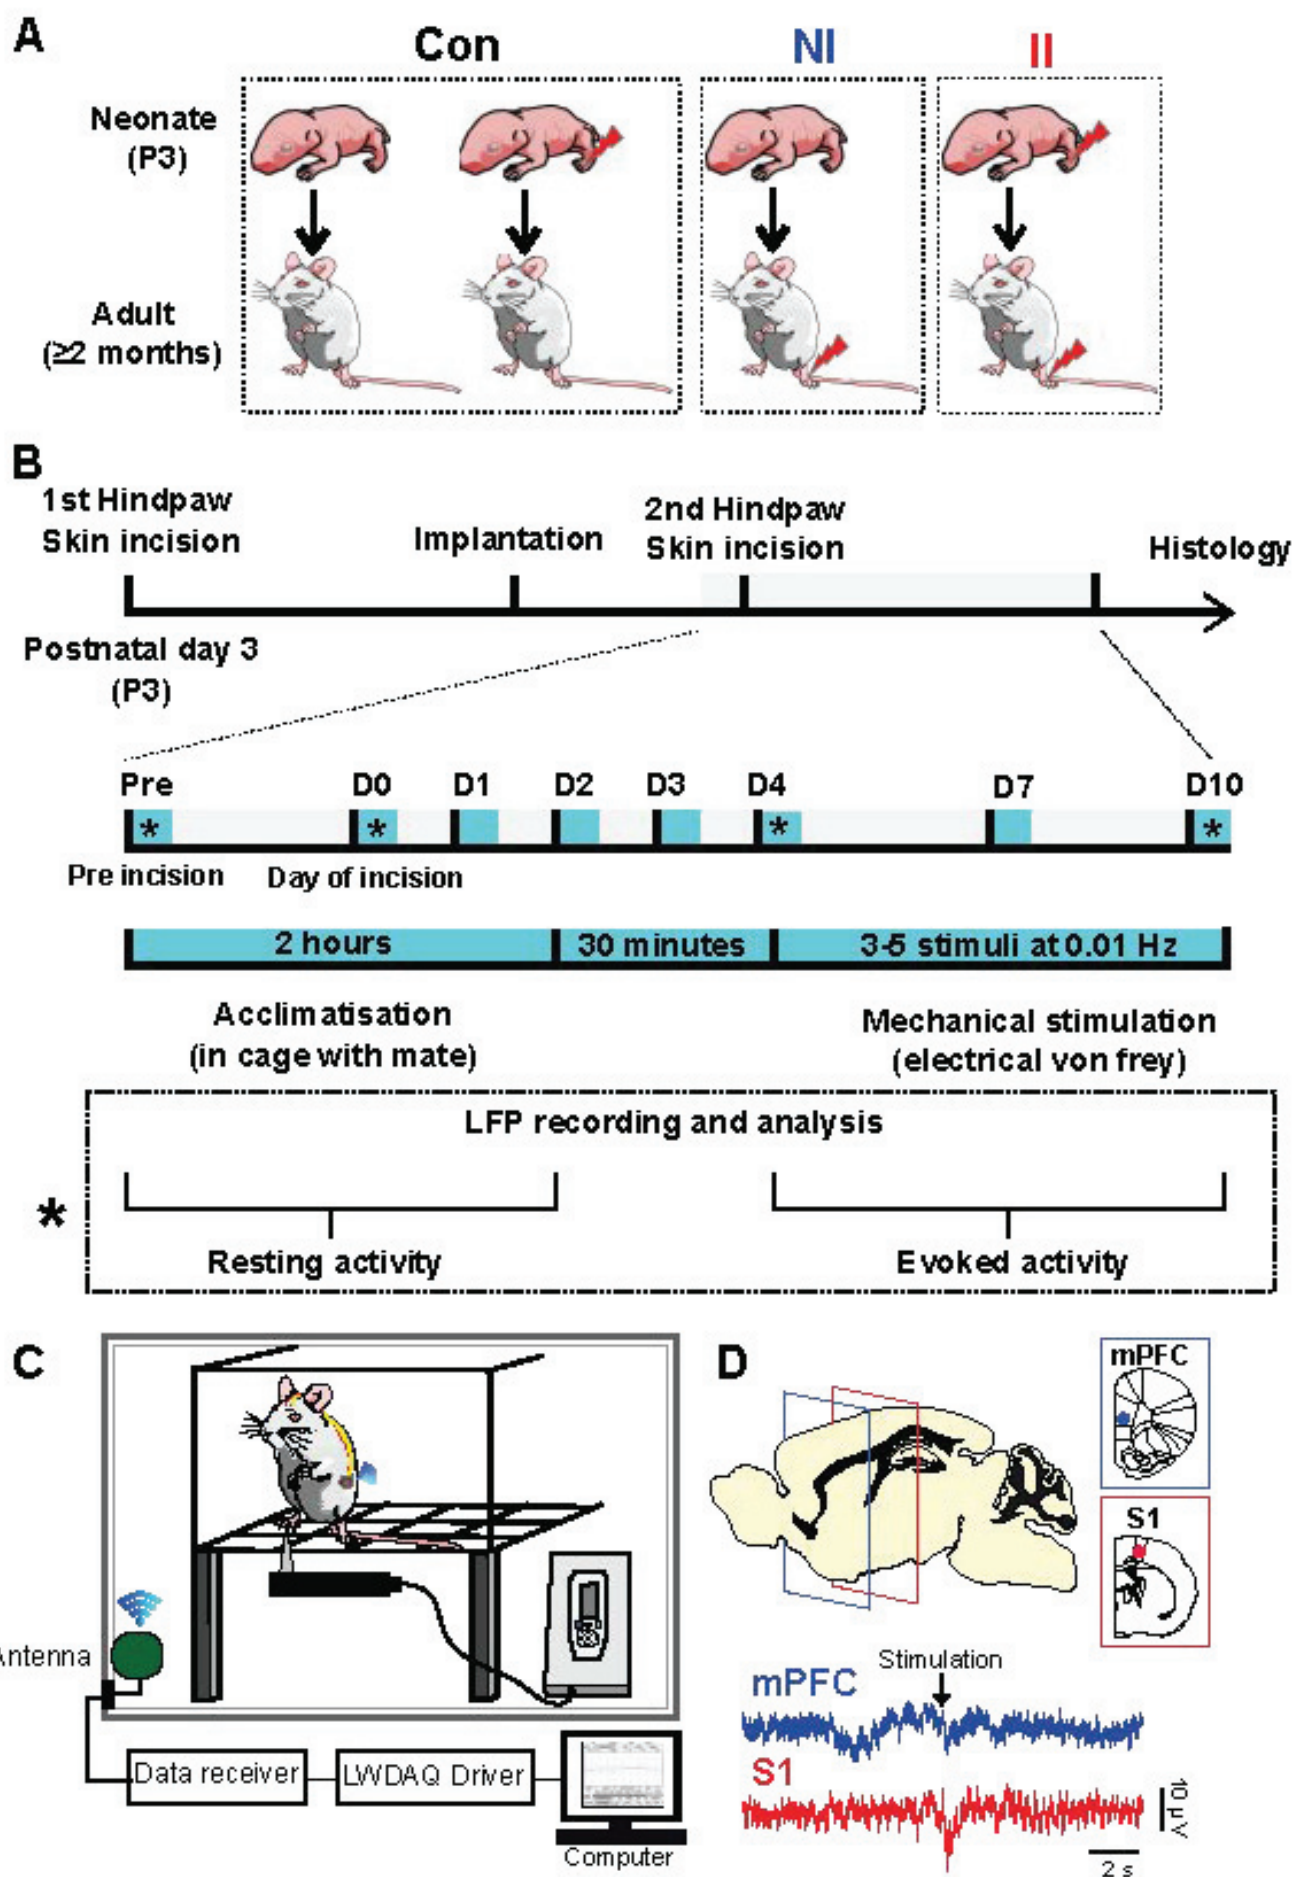 A
Con
NI
II
Neonate
(P3)
Adult
(≥2 months)
B
1st Hindpaw
Skin incision
Implantation
2nd Hindpaw
Skin incision
Histology
Postnatal day 3
(P3)
Pre
D0
D1
D2
D3
D4
D7
D10
*
*
*
*
Pre incision
Day of incision
2 hours
30 minutes
3-5 stimuli at 0.01 Hz
Acclimatisation
(in cage with mate)
Mechanical stimulation
(electrical von frey)
LFP recording and analysis
*
Resting activity
Evoked activity
C
Antenna
Data receiver
LWDAQ Driver
Computer
D
mPFC
S1
Stimulation
mPFC
S1
10 µV
2 s